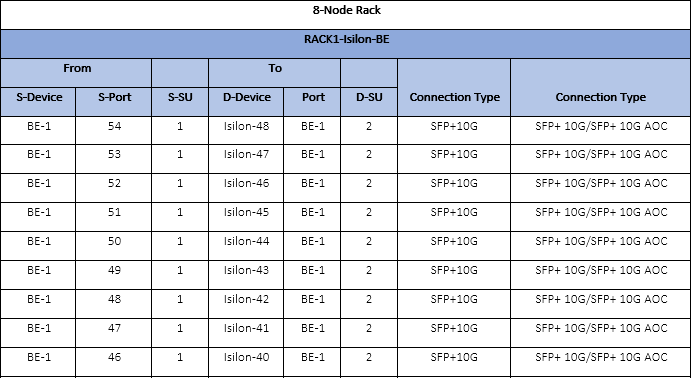 8-Node Rack
RACK1-Isilon-BE
From To
S-Device S-Port S-SU D-Device Port D-SU Connection Type Connection Type
BE-1 54 1 Isilon-48 BE-1 2 SFP+10G SFP+ 10G/SFP+ 10G AOC
BE-1 53 1 Isilon-47 BE-1 2 SFP+10G SFP+ 10G/SFP+ 10G AOC
BE-1 52 1 Isilon-46 BE-1 2 SFP+10G SFP+ 10G/SFP+ 10G AOC
BE-1 51 1 Isilon-45 BE-1 2 SFP+10G SFP+ 10G/SFP+ 10G AOC
BE-1 50 1 Isilon-44 BE-1 2 SFP+10G SFP+ 10G/SFP+ 10G AOC
BE-1 49 1 Isilon-43 BE-1 2 SFP+10G SFP+ 10G/SFP+ 10G AOC
BE-1 48 1 Isilon-42 BE-1 2 SFP+10G SFP+ 10G/SFP+ 10G AOC
BE-1 47 1 Isilon-41 BE-1 2 SFP+10G SFP+ 10G/SFP+ 10G AOC
BE-1 46 1 Isilon-40 BE-1 2 SFP+10G SFP+ 10G/SFP+ 10G AOC